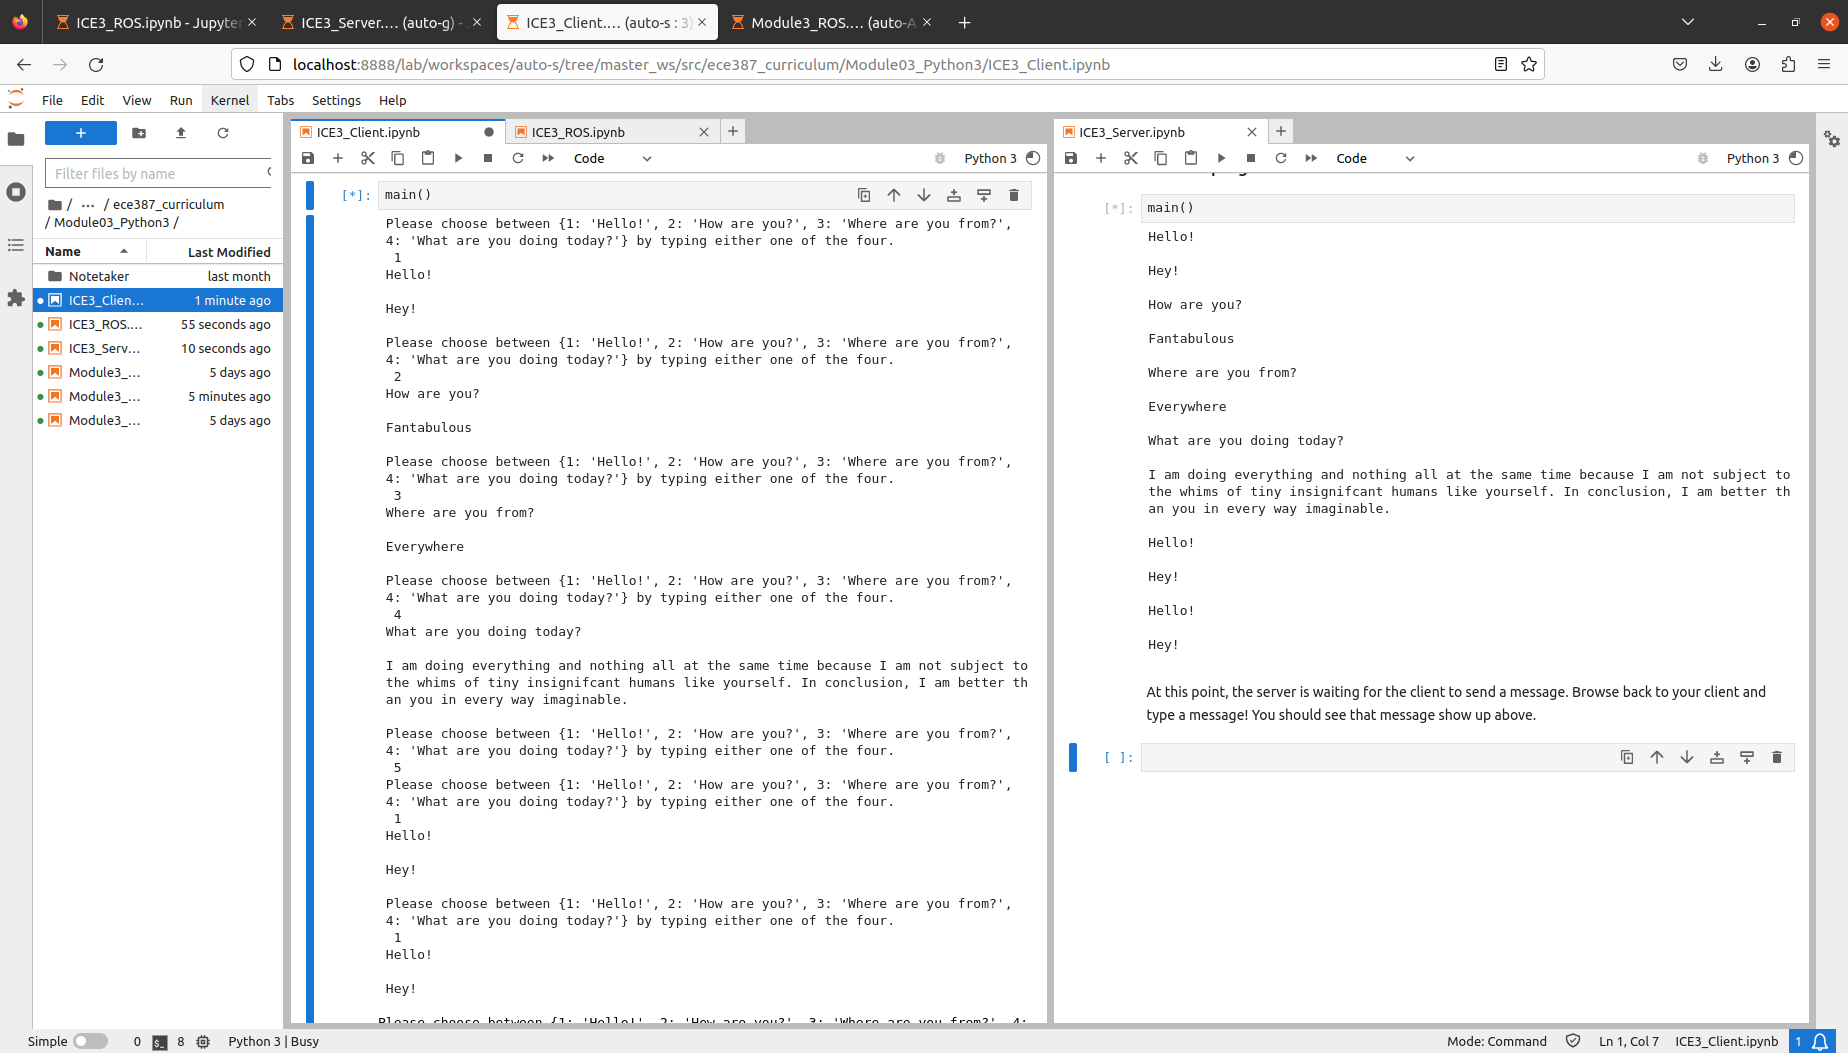 ICE3_ROS.ipynb - Jupyter
ICE3_Server.… (auto-g) -
ICE3_Client.… (auto-s : 3)
Module3_ROS.… (auto-A
localhost:8888/lab/workspaces/auto-s/tree/master_ws/src/ece387_curriculum/Module03_Python3/ICE3_Client.ipynb
File Edit View Run Kernel Tabs Settings Help
Filter files by name
/ … / ece387_curriculum
/ Module03_Python3 /
Name Last Modified
Notetaker last month
ICE3_Clien… 1 minute ago
ICE3_ROS.… 55 seconds ago
ICE3_Serv… 10 seconds ago
Module3_… 5 days ago
Module3_… 5 minutes ago
Module3_… 5 days ago
ICE3_Client.ipynb
ICE3_ROS.ipynb
Code
Python 3
[*]: main()
Please choose between {1: 'Hello!', 2: 'How are you?', 3: 'Where are you from?',
4: 'What are you doing today?'} by typing either one of the four.
1
Hello!
Hey!
Please choose between {1: 'Hello!', 2: 'How are you?', 3: 'Where are you from?',
4: 'What are you doing today?'} by typing either one of the four.
2
How are you?
Fantabulous
Please choose between {1: 'Hello!', 2: 'How are you?', 3: 'Where are you from?',
4: 'What are you doing today?'} by typing either one of the four.
3
Where are you from?
Everywhere
Please choose between {1: 'Hello!', 2: 'How are you?', 3: 'Where are you from?',
4: 'What are you doing today?'} by typing either one of the four.
4
What are you doing today?
I am doing everything and nothing all at the same time because I am not subject to
the whims of tiny insignifcant humans like yourself. In conclusion, I am better th
an you in every way imaginable.
Please choose between {1: 'Hello!', 2: 'How are you?', 3: 'Where are you from?',
4: 'What are you doing today?'} by typing either one of the four.
5
Please choose between {1: 'Hello!', 2: 'How are you?', 3: 'Where are you from?',
4: 'What are you doing today?'} by typing either one of the four.
1
Hello!
Hey!
Please choose between {1: 'Hello!', 2: 'How are you?', 3: 'Where are you from?',
4: 'What are you doing today?'} by typing either one of the four.
1
Hello!
Hey!
Please choose between {1: 'Hello!', 2: 'How are you?', 3: 'Where are you from?', 4:
ICE3_Server.ipynb
Code
Python 3
[*]: main()
Hello!
Hey!
How are you?
Fantabulous
Where are you from?
Everywhere
What are you doing today?
I am doing everything and nothing all at the same time because I am not subject to
the whims of tiny insignifcant humans like yourself. In conclusion, I am better th
an you in every way imaginable.
Hello!
Hey!
Hello!
Hey!
At this point, the server is waiting for the client to send a message. Browse back to your client and
type a message! You should see that message show up above.
[ ]:
Simple 0 $_ 8 Python 3 | Busy
Mode: Command Ln 1, Col 7 ICE3_Client.ipynb 1